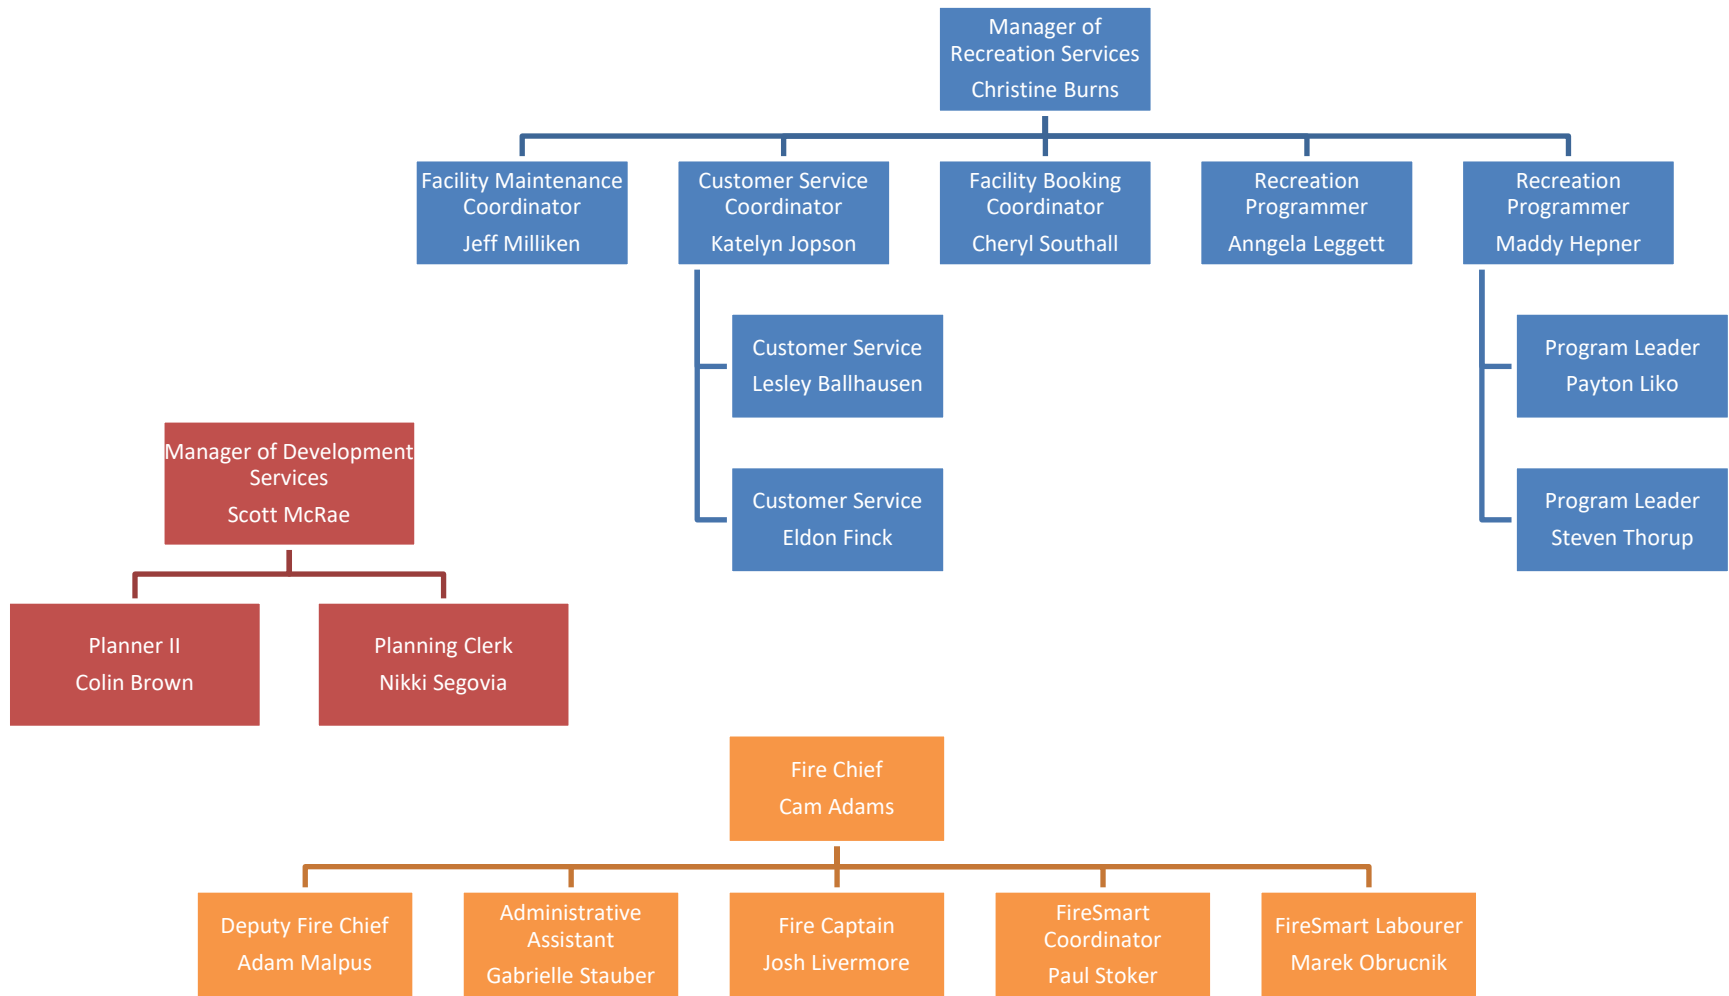 Manager of
Recreation Services
Christine Burns
Facility Maintenance
Coordinator
Jeff Milliken
Customer Service
Coordinator
Katelyn Jopson
Facility Booking
Coordinator
Cheryl Southall
Recreation
Programmer
Anngela Leggett
Recreation
Programmer
Maddy Hepner
Customer Service
Lesley Ballhausen
Program Leader
Payton Liko
Customer Service
Eldon Finck
Program Leader
Steven Thorup
Manager of Development
Services
Scott McRae
Planner II
Colin Brown
Planning Clerk
Nikki Segovia
Fire Chief
Cam Adams
Deputy Fire Chief
Adam Malpus
Administrative
Assistant
Gabrielle Stauber
Fire Captain
Josh Livermore
FireSmart
Coordinator
Paul Stoker
FireSmart Labourer
Marek Obrucnik